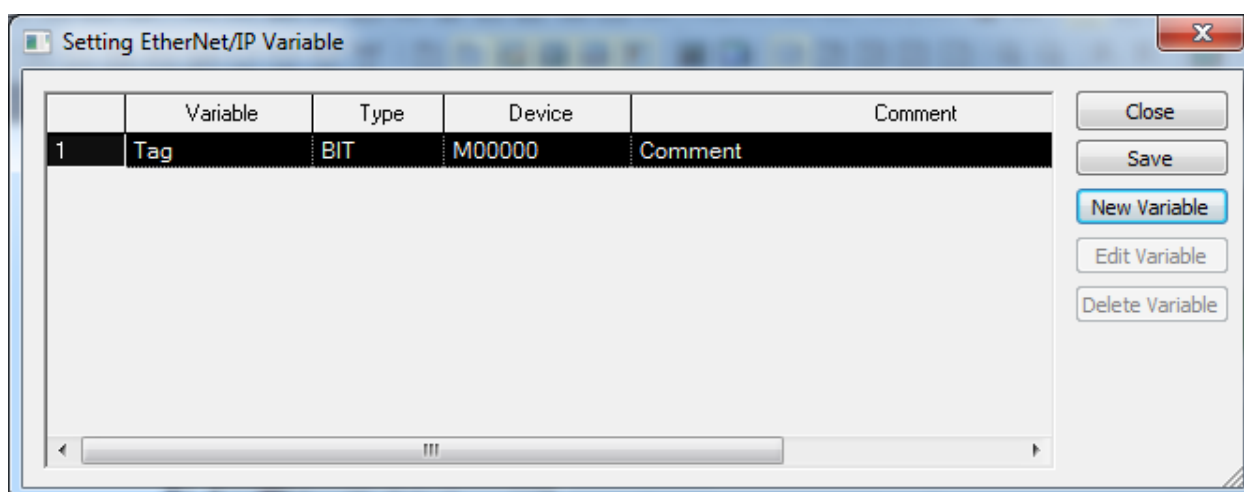 Setting EtherNet/IP Variable
Variable Type Device Comment
1 Tag BIT M00000 Comment
Close
Save
New Variable
Edit Variable
Delete Variable